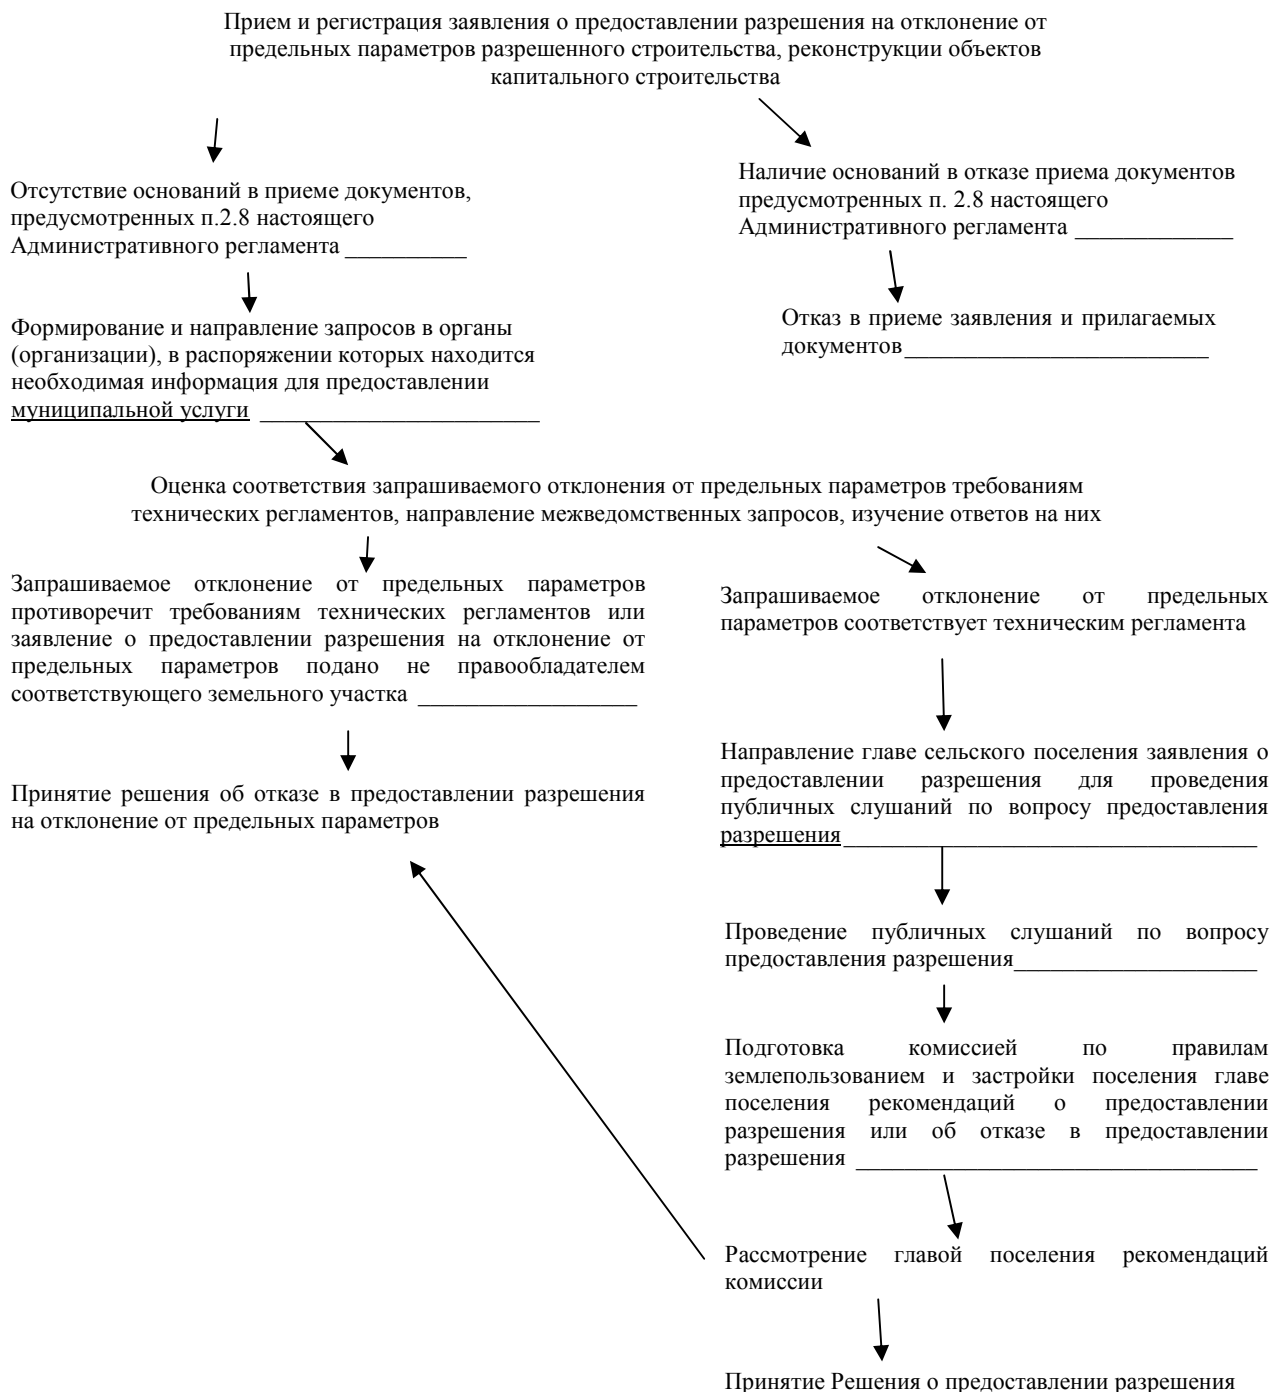 Прием и регистрация заявления о предоставлении разрешения на отклонение от
предельных параметров разрешенного строительства, реконструкции объектов
капитального строительства
Отсутствие оснований в приеме документов,
предусмотренных п.2.8 настоящего
Административного регламента __________
Наличие оснований в отказе приема документов
предусмотренных п. 2.8 настоящего
Административного регламента _____________
Формирование и направление запросов в органы
(организации), в распоряжении которых находится
необходимая информация для предоставлении
муниципальной услуги _______________________
Отказ в приеме заявления и прилагаемых
документов_________________________
Оценка соответствия запрашиваемого отклонения от предельных параметров требованиям
технических регламентов, направление межведомственных запросов, изучение ответов на них
Запрашиваемое отклонение от предельных параметров
противоречит требованиям технических регламентов или
заявление о предоставлении разрешения на отклонение от
предельных параметров подано не правообладателем
соответствующего земельного участка __________________
Запрашиваемое отклонение от предельных
параметров соответствует техническим регламента
Принятие решения об отказе в предоставлении разрешения
на отклонение от предельных параметров
Направление главе сельского поселения заявления о
предоставлении разрешения для проведения
публичных слушаний по вопросу предоставления
разрешения__________________________________
Проведение публичных слушаний по вопросу
предоставления разрешения____________________
Подготовка комиссией по правилам
землепользованием и застройки поселения главе
поселения рекомендаций о предоставлении
разрешения или об отказе в предоставлении
разрешения _________________________________
Рассмотрение главой поселения рекомендаций
комиссии
Принятие Решения о предоставлении разрешения